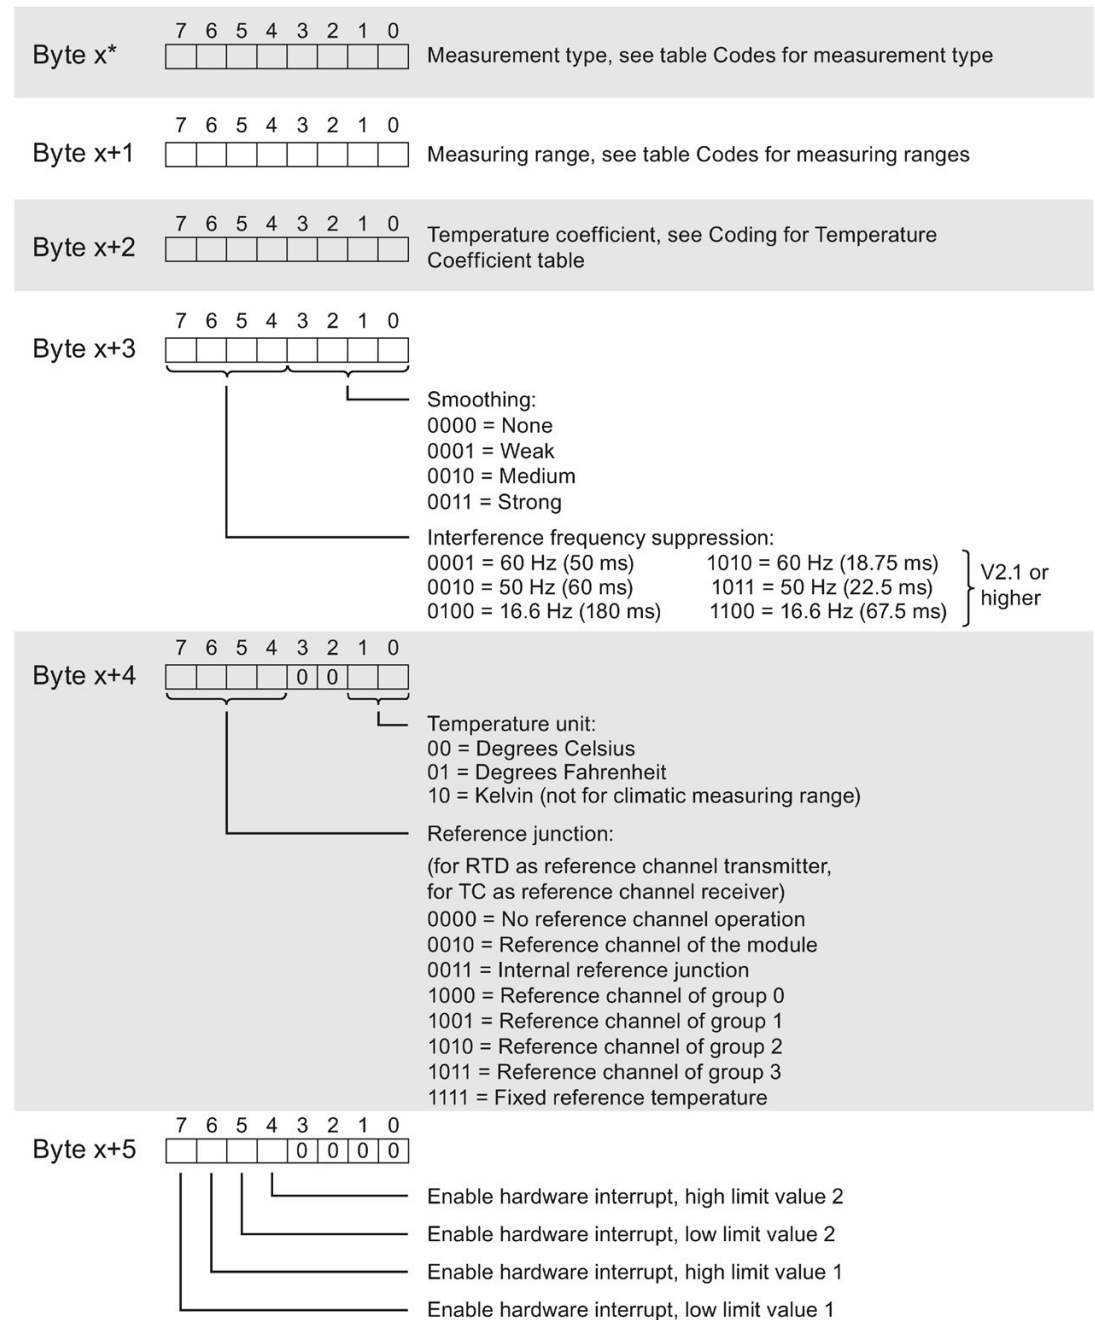 7 6 5 4 3 2 1 0
Byte x*
Measurement type, see table Codes for measurement type
7 6 5 4 3 2 1 0
Byte x+1
Measuring range, see table Codes for measuring ranges
7 6 5 4 3 2 1 0
Byte x+2
Temperature coefficient, see Coding for Temperature
Coefficient table
7 6 5 4 3 2 1 0
Byte x+3
Smoothing:
0000 = None
0001 = Weak
0010 = Medium
0011 = Strong
Interference frequency suppression:
0001 = 60 Hz (50 ms) 1010 = 60 Hz (18.75 ms)
0010 = 50 Hz (60 ms) 1011 = 50 Hz (22.5 ms)
0100 = 16.6 Hz (180 ms) 1100 = 16.6 Hz (67.5 ms)
V2.1 or
higher
7 6 5 4 3 2 1 0
Byte x+4
0 0
Temperature unit:
00 = Degrees Celsius
01 = Degrees Fahrenheit
10 = Kelvin (not for climatic measuring range)
Reference junction:
(for RTD as reference channel transmitter,
for TC as reference channel receiver)
0000 = No reference channel operation
0010 = Reference channel of the module
0011 = Internal reference junction
1000 = Reference channel of group 0
1001 = Reference channel of group 1
1010 = Reference channel of group 2
1011 = Reference channel of group 3
1111 = Fixed reference temperature
7 6 5 4 3 2 1 0
Byte x+5
0 0 0 0
Enable hardware interrupt, high limit value 2
Enable hardware interrupt, low limit value 2
Enable hardware interrupt, high limit value 1
Enable hardware interrupt, low limit value 1